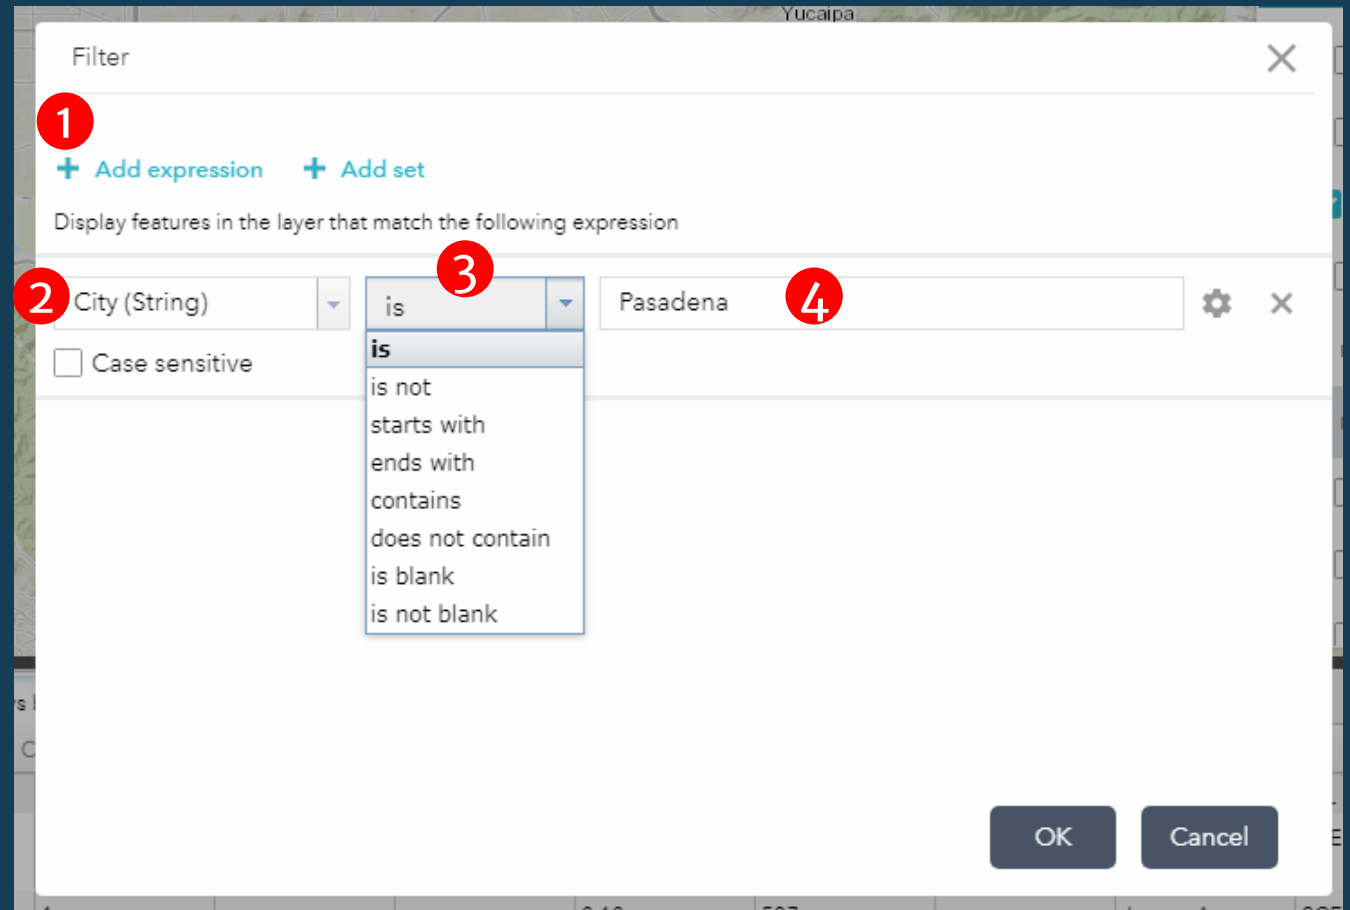 Yucaipa
Filter
1
Add expression Add set
Display features in the layer that match the following expression
2 City (String) 3 is Pasadena 4
Case sensitive
is
is not
starts with
ends with
contains
does not contain
is blank
is not blank
OK Cancel